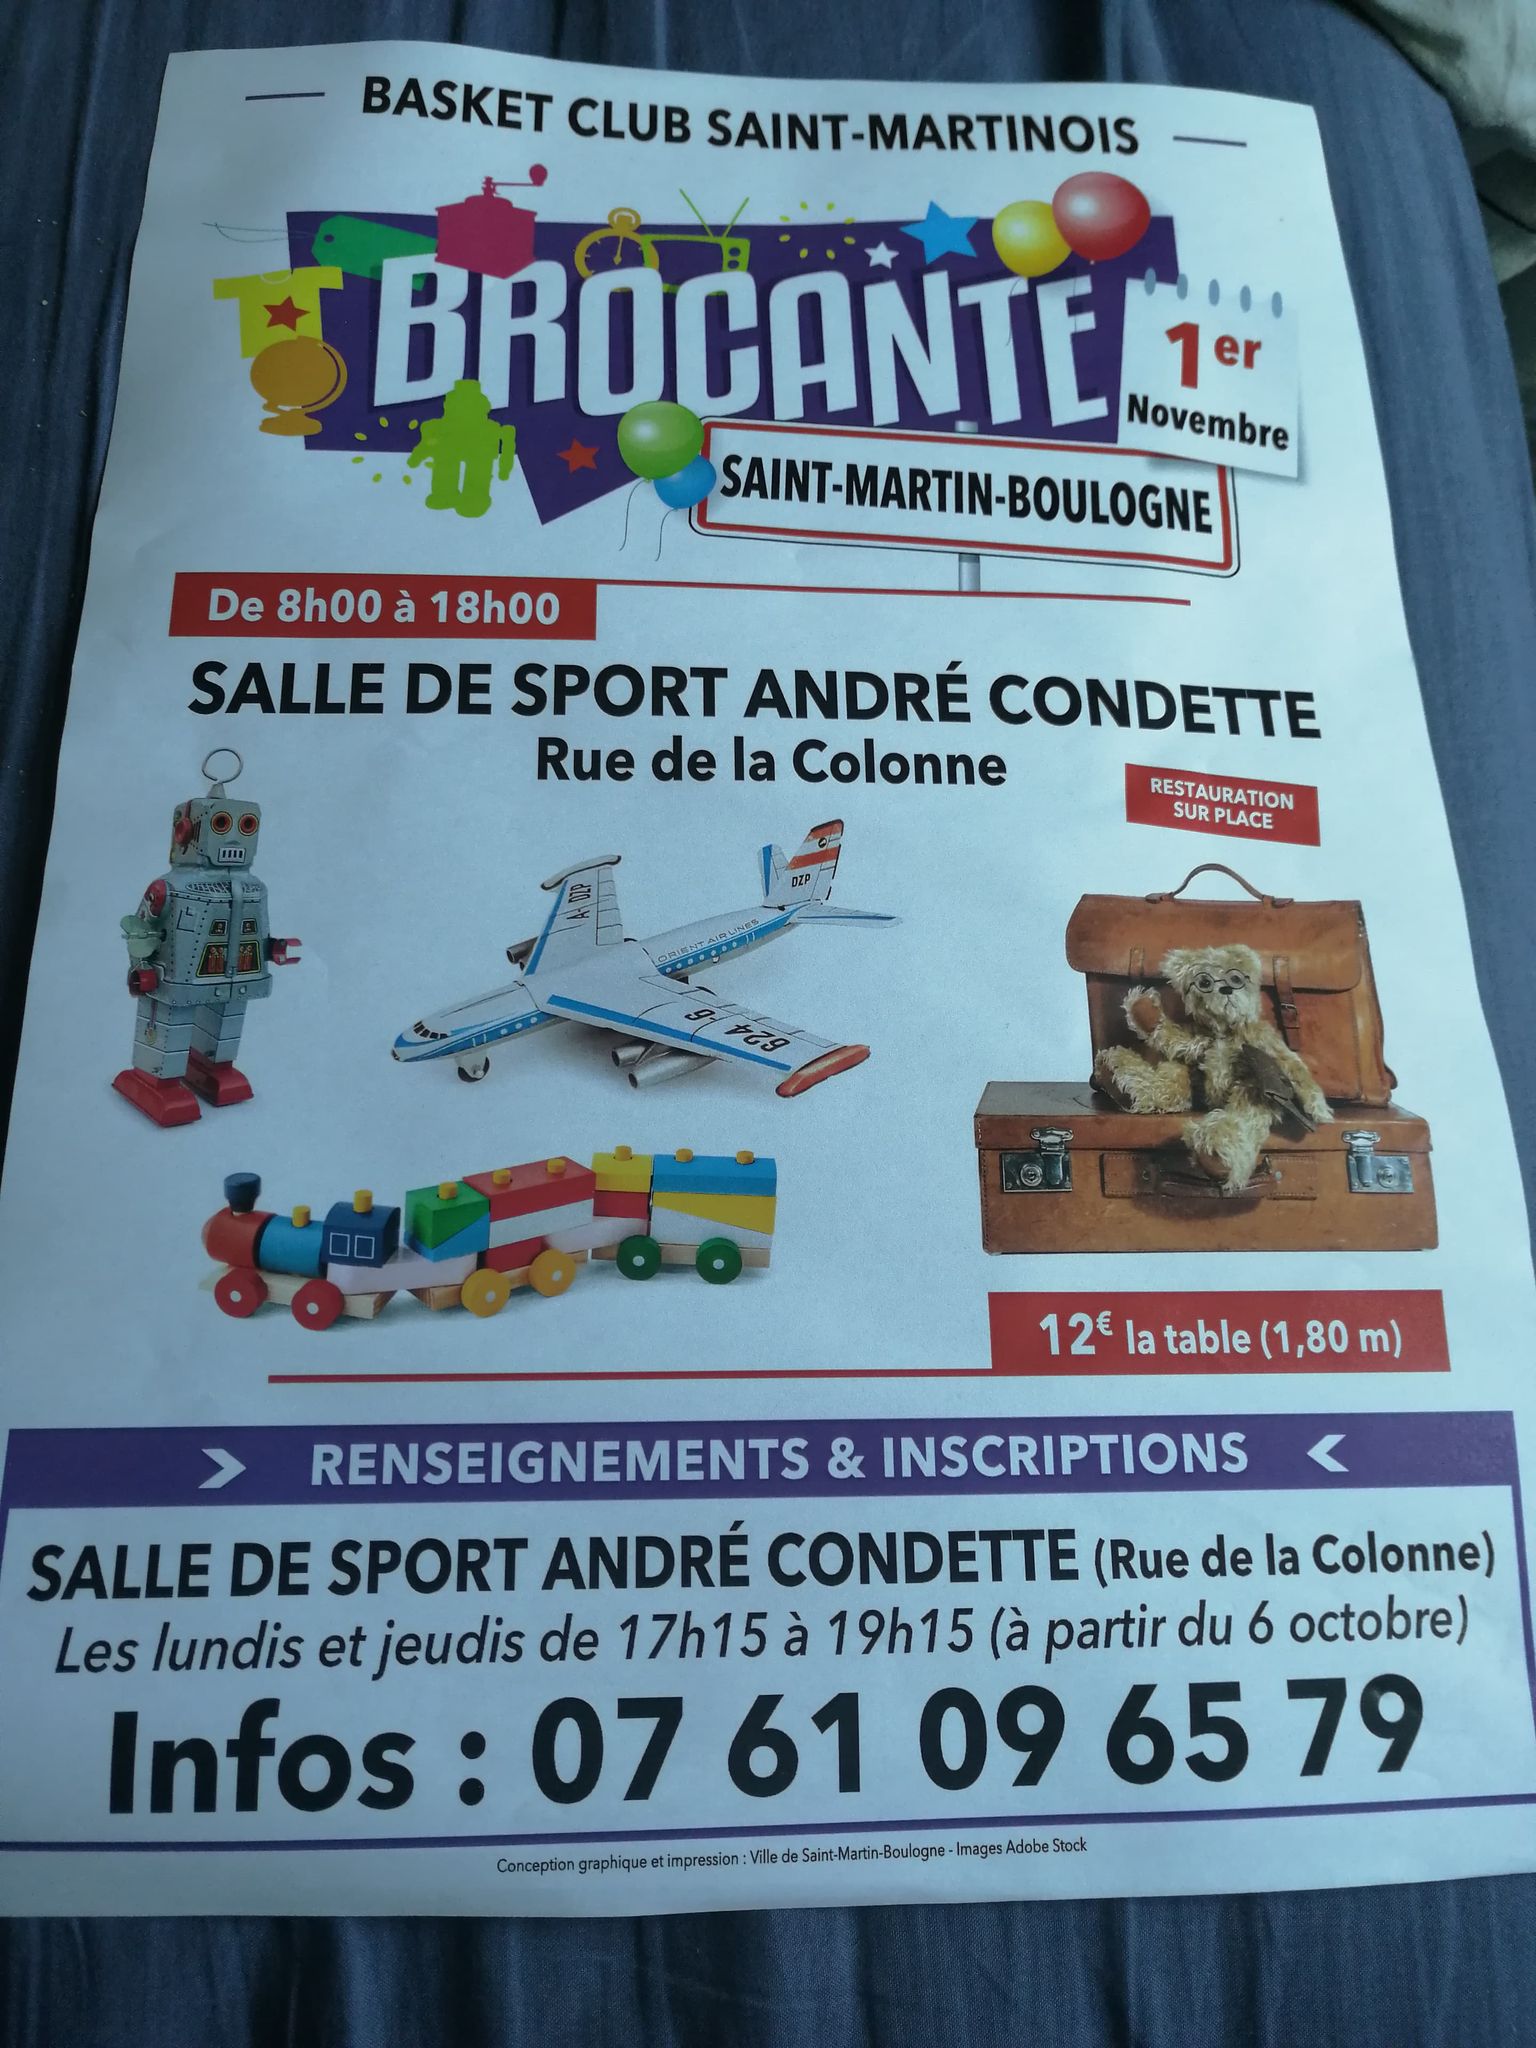 BASKET CLUB SAINT-MARTINOIS
BROCANTE
1er
Novembre
SAINT-MARTIN-BOULOGNE
De 8h00 à 18h00
SALLE DE SPORT ANDRÉ CONDETTE
Rue de la Colonne
RESTAURATION
SUR PLACE
DZP
A-DZP
ORIENT AIRLINES
624-6
12€ la table (1,80 m)
RENSEIGNEMENTS & INSCRIPTIONS
SALLE DE SPORT ANDRÉ CONDETTE (Rue de la Colonne)
Les lundis et jeudis de 17h15 à 19h15 (à partir du 6 octobre)
Infos : 07 61 09 65 79
Conception graphique et impression : Ville de Saint-Martin-Boulogne - Images Adobe Stock